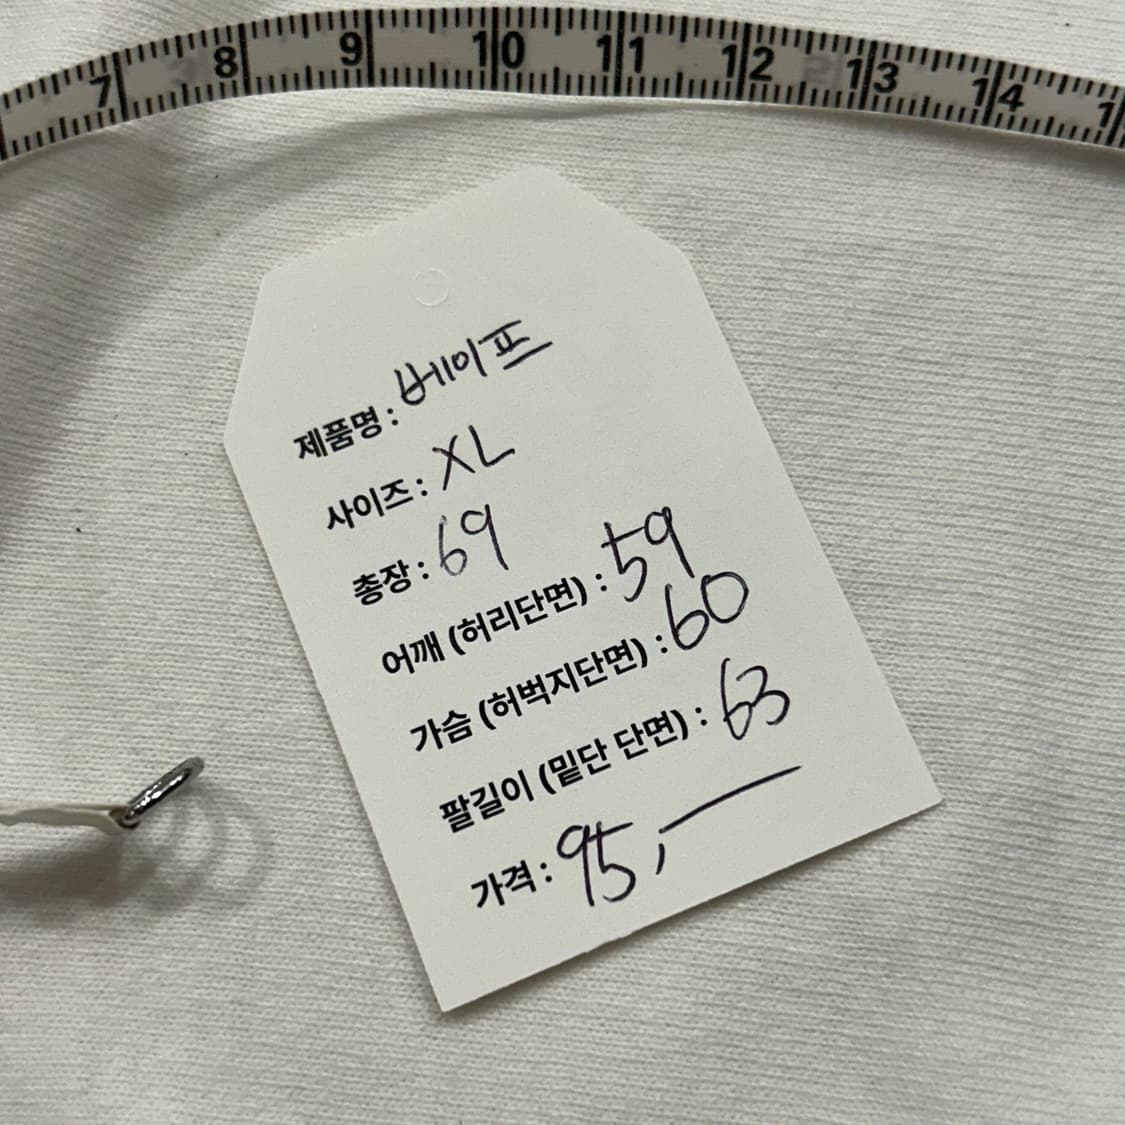 7 8 9 10 11 12 13 14 1
제품명 : 베이프
사이즈 : XL
총장 : 69
어깨 (허리단면) : 59
가슴 (허벅지단면) : 60
팔길이 (밑단 단면) : 63
가격 : 95,—